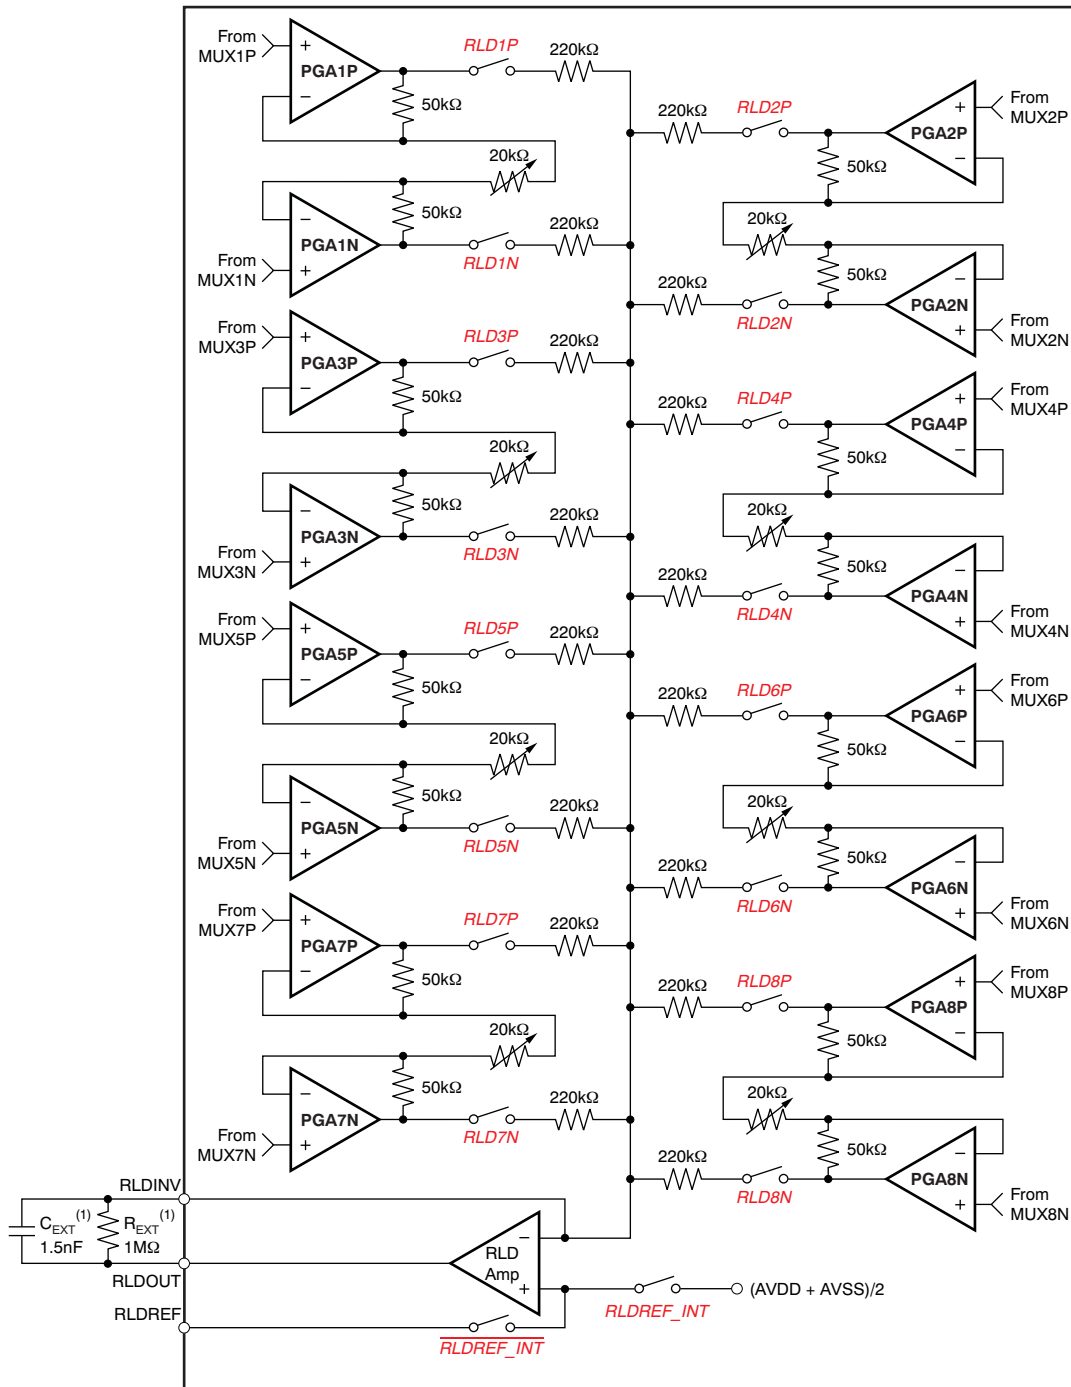 From
MUX1P
+
PGA1P
−
RLD1P
220kΩ
50kΩ
20kΩ
−
PGA1N
+
50kΩ
220kΩ
RLD1N
From
MUX1N
From
MUX3P
+
PGA3P
−
RLD3P
220kΩ
50kΩ
20kΩ
−
PGA3N
+
50kΩ
220kΩ
RLD3N
From
MUX3N
From
MUX5P
+
PGA5P
−
RLD5P
220kΩ
50kΩ
20kΩ
−
PGA5N
+
50kΩ
220kΩ
RLD5N
From
MUX5N
From
MUX7P
+
PGA7P
−
RLD7P
220kΩ
50kΩ
20kΩ
−
PGA7N
+
50kΩ
220kΩ
RLD7N
From
MUX7N
220kΩ
RLD2P
+
PGA2P
−
From
MUX2P
50kΩ
20kΩ
50kΩ
220kΩ
RLD2N
−
PGA2N
+
From
MUX2N
220kΩ
RLD4P
+
PGA4P
−
From
MUX4P
50kΩ
20kΩ
50kΩ
220kΩ
RLD4N
−
PGA4N
+
From
MUX4N
220kΩ
RLD6P
+
PGA6P
−
From
MUX6P
50kΩ
20kΩ
50kΩ
220kΩ
RLD6N
−
PGA6N
+
From
MUX6N
220kΩ
RLD8P
+
PGA8P
−
From
MUX8P
50kΩ
20kΩ
50kΩ
220kΩ
RLD8N
−
PGA8N
+
From
MUX8N
RLDINV
CEXT(1)
1.5nF
REXT(1)
1MΩ
RLDOUT
RLDREF
−
RLD
Amp
+
(AVDD + AVSS)/2
RLDREF_INT
RLDREF_INT